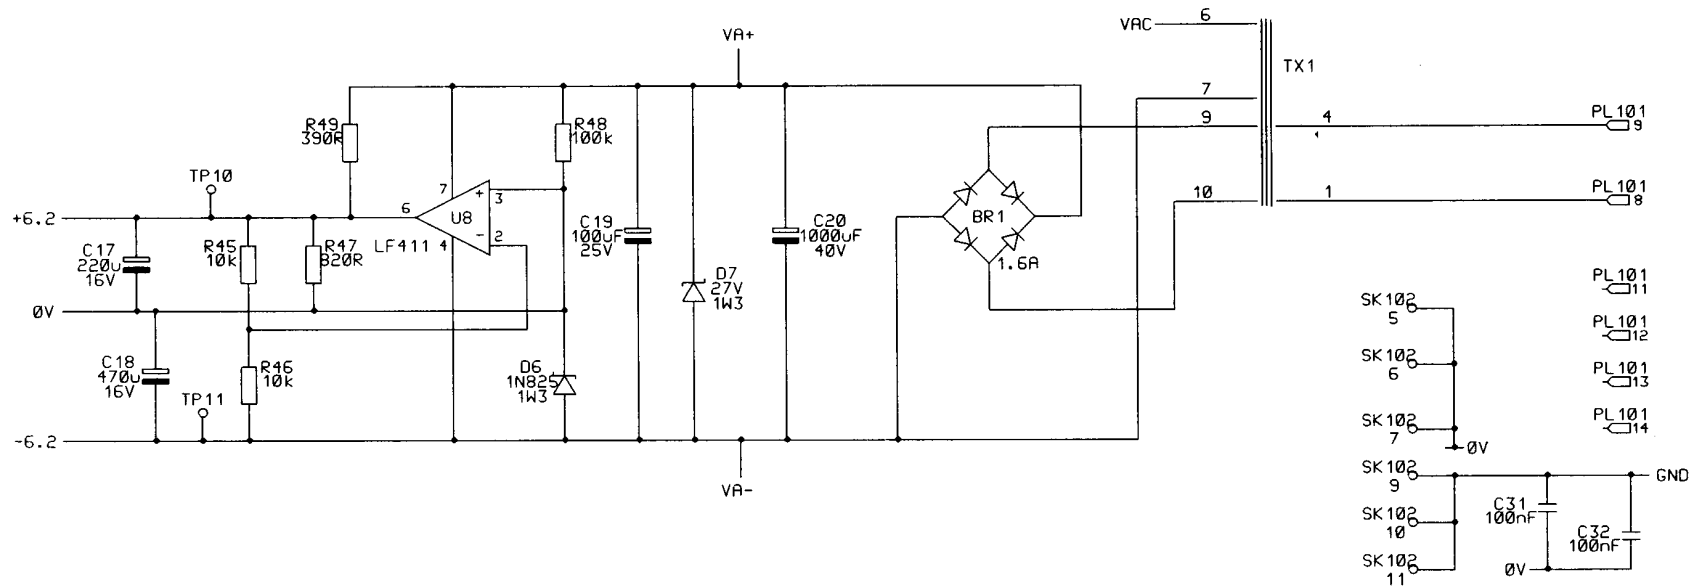 VAC
6
VA+
TX1
7
R49
390R
R48
100k
9
4
PL101
9
TP10
7
+
3
6
U8
LF411
4
-
2
10
1
PL101
8
+6.2
C17
220u
16V
R45
10k
R47
820R
C19
100uF
25V
C20
1000uF
40V
BR1
1.6A
D7
27V
1W3
PL101
11
0V
SK102
5
PL101
12
C18
470u
16V
R46
10k
D6
1N825
1W3
SK102
6
PL101
13
TP11
SK102
7
PL101
14
-6.2
0V
VA-
SK102
9
GND
SK102
10
C31
100nF
C32
100nF
SK102
11
0V